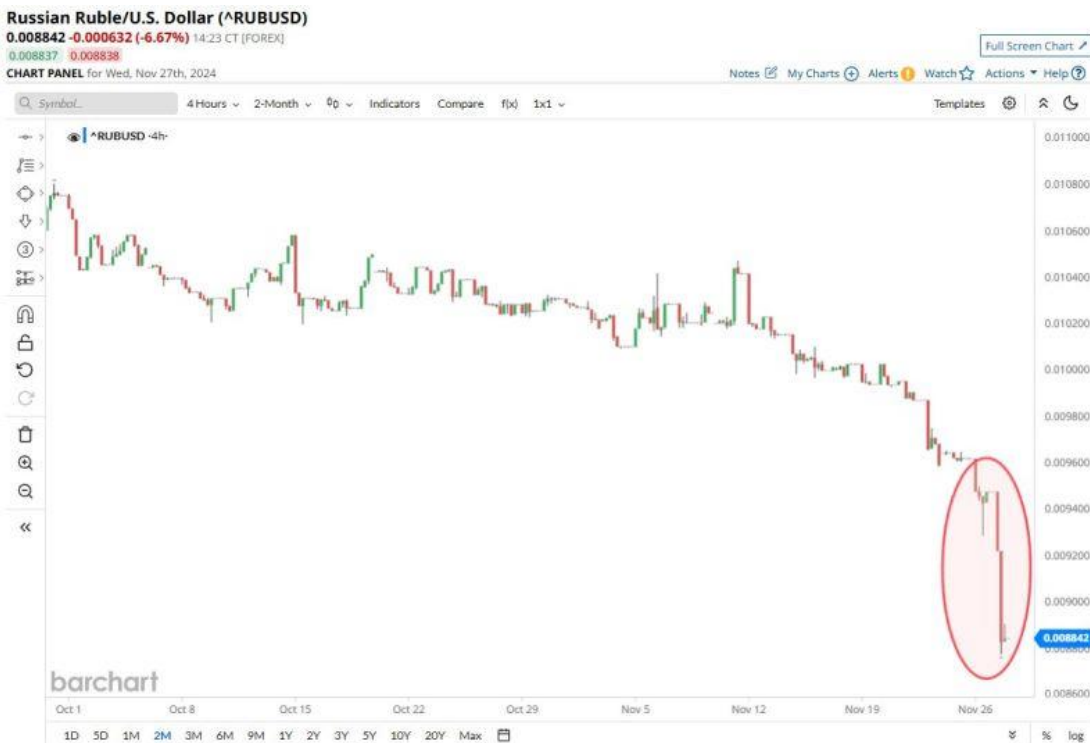 Russian Ruble/U.S. Dollar (^RUBUSD)
0.008842 -0.000632 (-6.67%) 14:23 CT [FOREX]
0.008837 0.008838
Full Screen Chart
CHART PANEL for Wed, Nov 27th, 2024
Notes My Charts Alerts Watch Actions Help
Symbol... 4 Hours 2-Month Indicators Compare f(x) 1x1 Templates
^RUBUSD ·4h·
0.011000
0.010800
0.010600
0.010400
0.010200
0.010000
0.009800
0.009600
0.009400
0.009200
0.009000
0.008842
0.008800
0.008600
3
barchart
Oct 1 Oct 8 Oct 15 Oct 22 Oct 29 Nov 5 Nov 12 Nov 19 Nov 26
1D 5D 1M 2M 3M 6M 9M 1Y 2Y 3Y 5Y 10Y 20Y Max % log